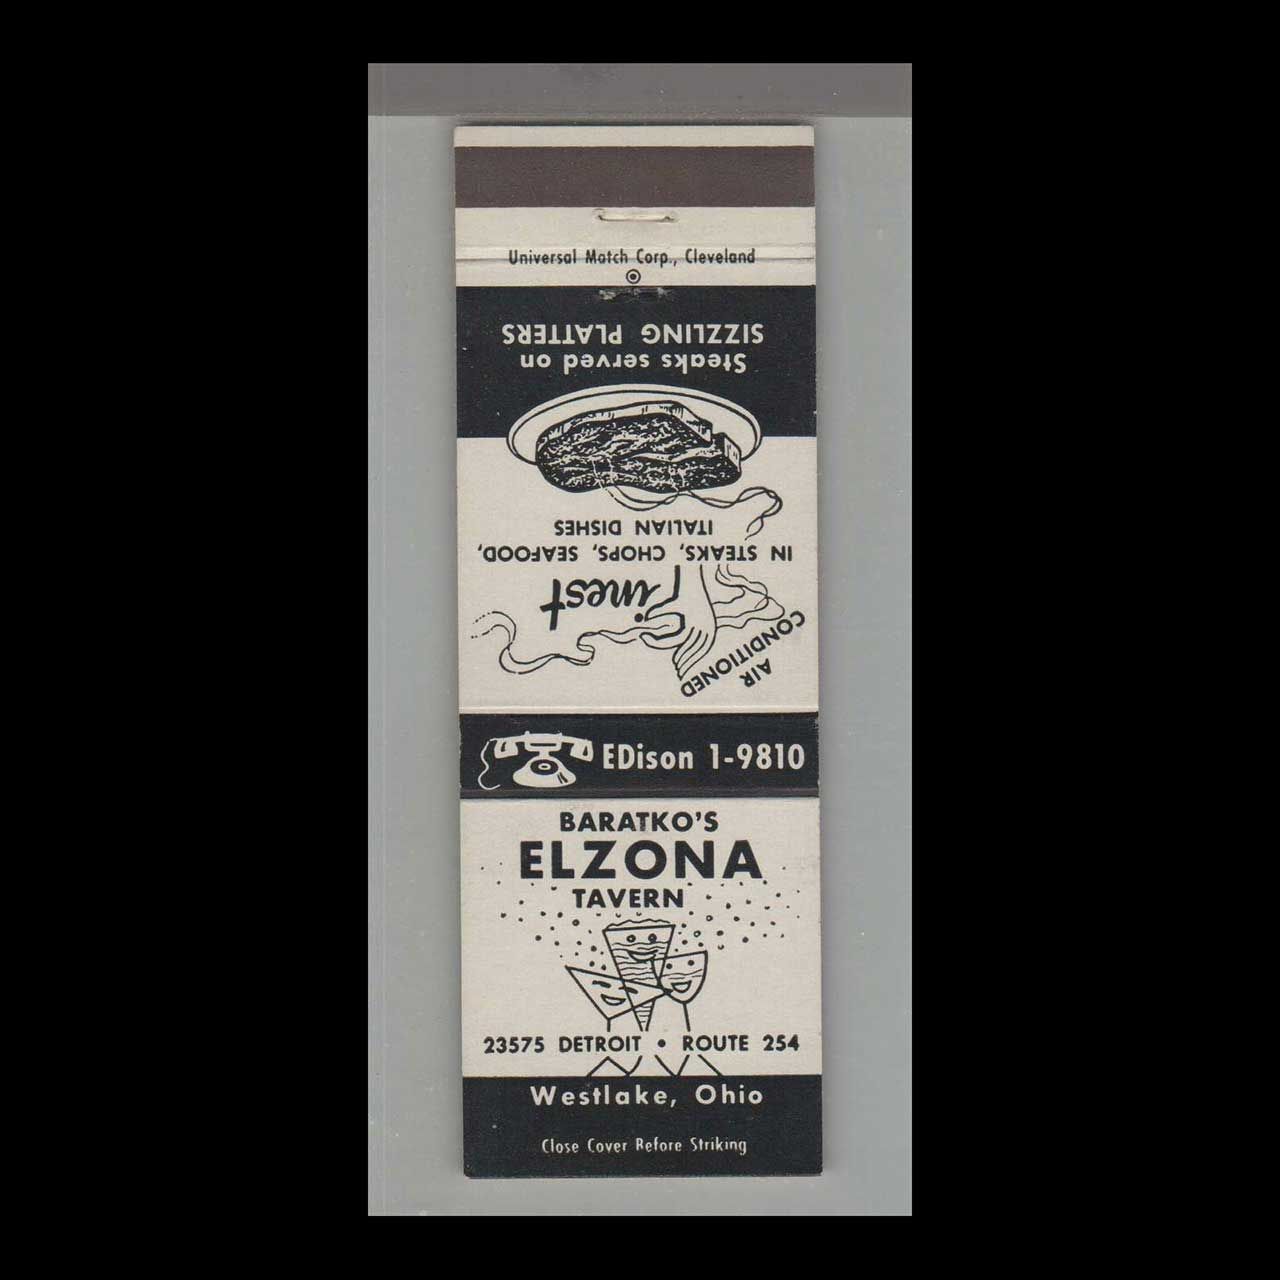 Universal Match Corp., Cleveland
Steaks served on
SIZZLING PLATTERS
AIR
CONDITIONED
Finest
IN STEAKS, CHOPS, SEAFOOD,
ITALIAN DISHES
EDison 1-9810
BARATKO'S
ELZONA
TAVERN
23575 DETROIT • ROUTE 254
Westlake, Ohio
Close Cover Before Striking